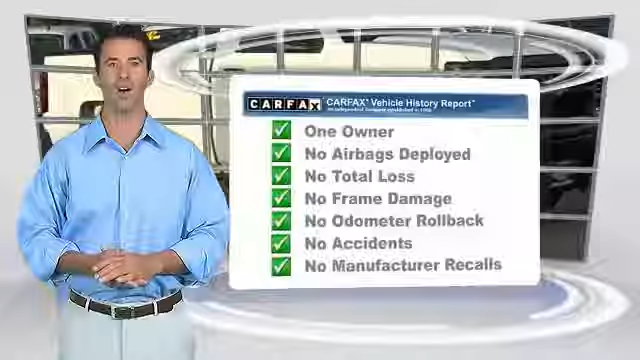 CARFAX CARFAX Vehicle History Report™
One Owner
No Airbags Deployed
No Total Loss
No Frame Damage
No Odometer Rollback
No Accidents
No Manufacturer Recalls